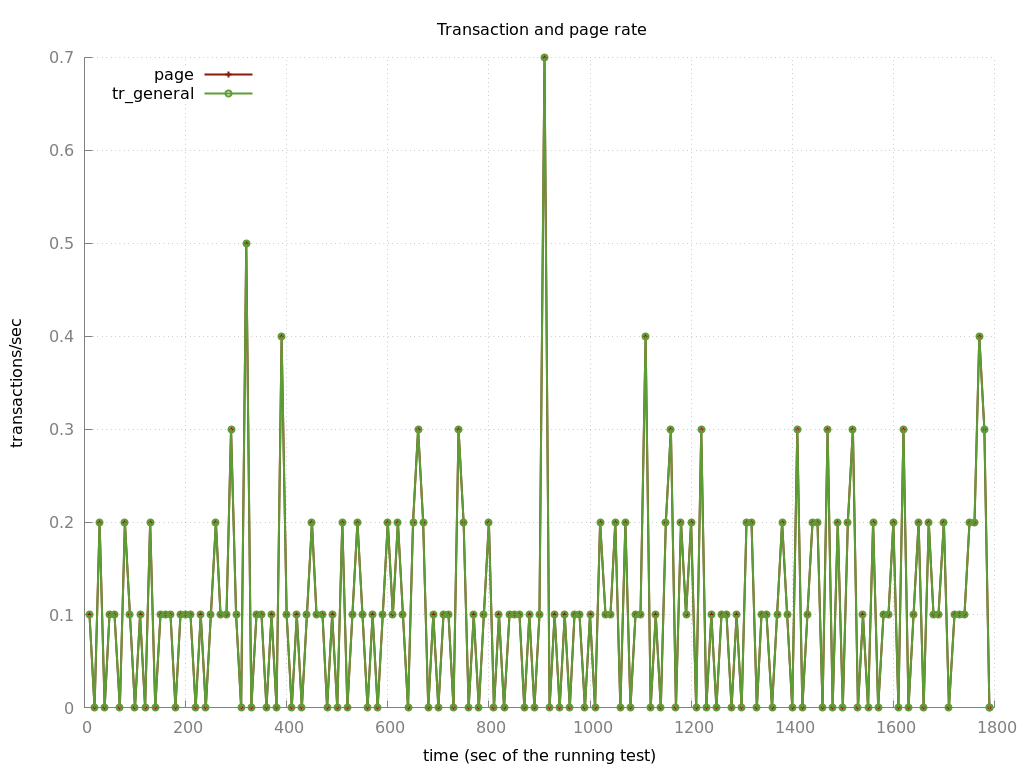 Transaction and page rate
page
tr_general
0.7
0.6
0.5
0.4
0.3
0.2
0.1
0
transactions/sec
0 200 400 600 800 1000 1200 1400 1600 1800
time (sec of the running test)